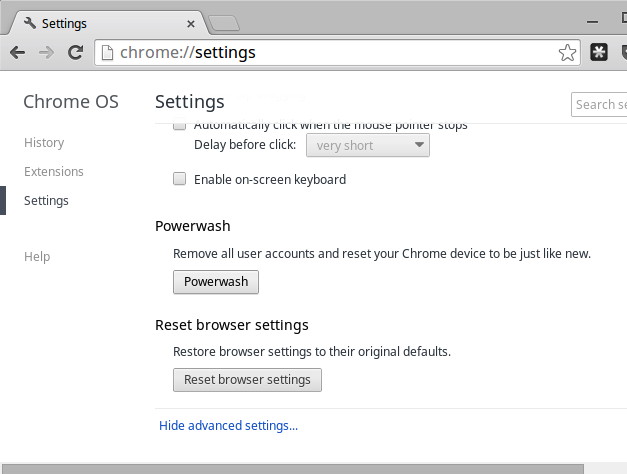 Settings
chrome://settings
Chrome OS
Settings
Search se
History
Extensions
Settings
Help
Automatically click when the mouse pointer stops
Delay before click: very short
Enable on-screen keyboard
Powerwash
Remove all user accounts and reset your Chrome device to be just like new.
Powerwash
Reset browser settings
Restore browser settings to their original defaults.
Reset browser settings
Hide advanced settings...